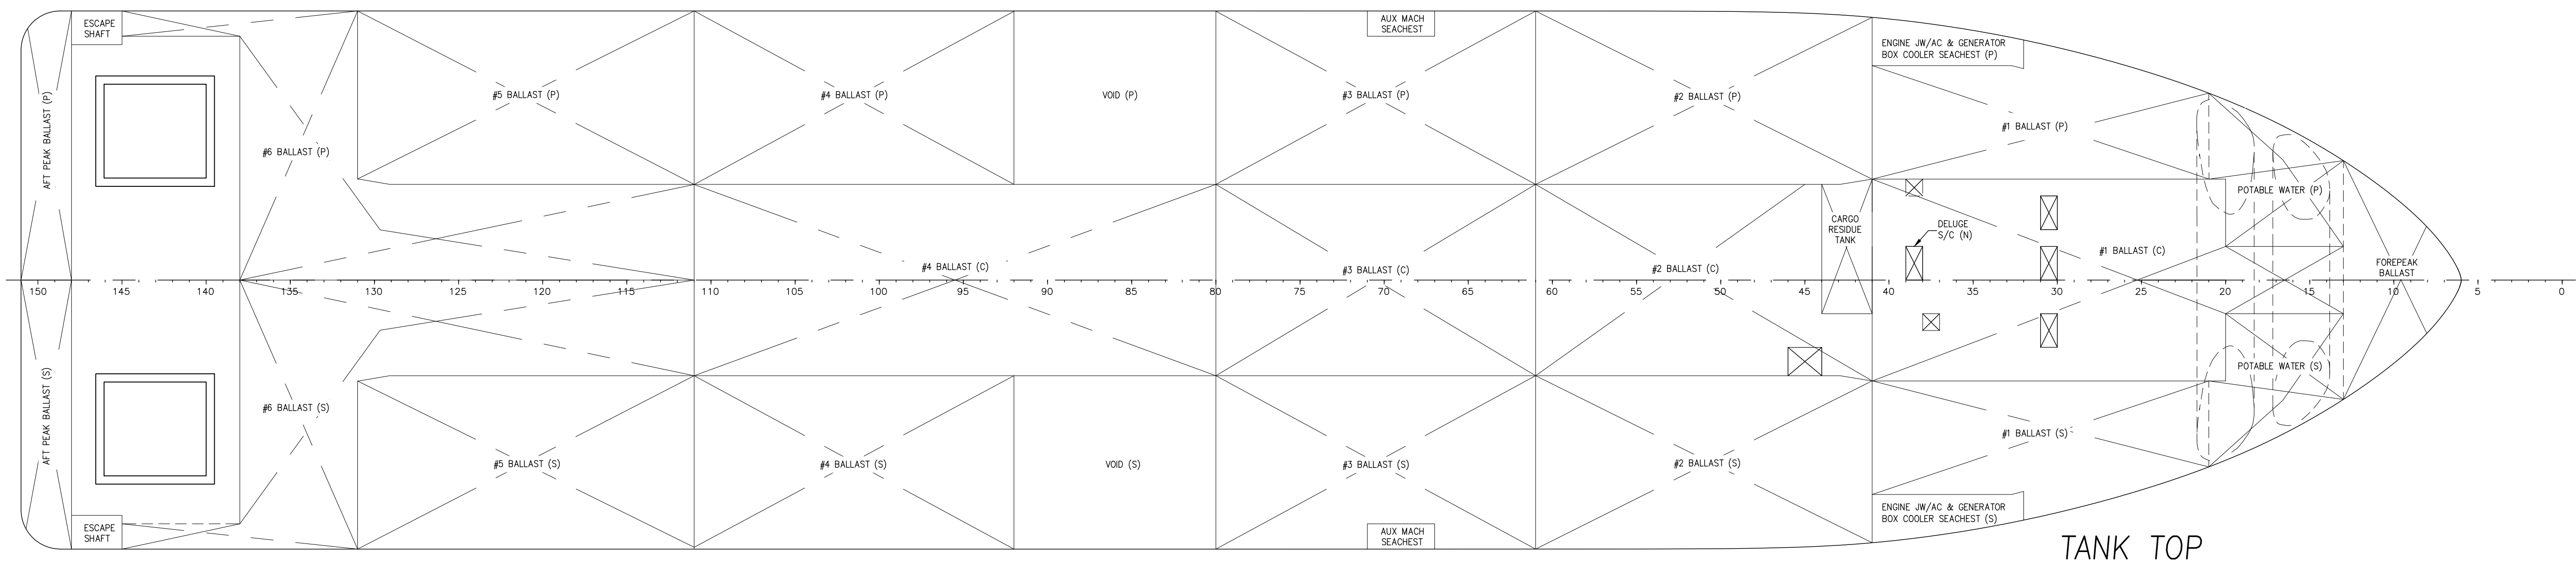 ESCAPE
SHAFT
AUX MACH
SEACHEST
ENGINE JW/AC & GENERATOR
BOX COOLER SEACHEST (P)
AFT PEAK BALLAST (P)
#6 BALLAST (P)
#5 BALLAST (P)
#4 BALLAST (P)
VOID (P)
#3 BALLAST (P)
#2 BALLAST (P)
#1 BALLAST (P)
POTABLE WATER (P)
CARGO
RESIDUE
TANK
DELUGE
S/C (N)
#4 BALLAST (C)
#3 BALLAST (C)
#2 BALLAST (C)
#1 BALLAST (C)
FOREPEAK
BALLAST
150 145 140 135 130 125 120 115 110 105 100 95 90 85 80 75 70 65 60 55 50 45 40 35 30 25 20 15 10 5 0
AFT PEAK BALLAST (S)
#6 BALLAST (S)
#5 BALLAST (S)
#4 BALLAST (S)
VOID (S)
#3 BALLAST (S)
#2 BALLAST (S)
#1 BALLAST (S)
POTABLE WATER (S)
ESCAPE
SHAFT
AUX MACH
SEACHEST
ENGINE JW/AC & GENERATOR
BOX COOLER SEACHEST (S)
TANK TOP